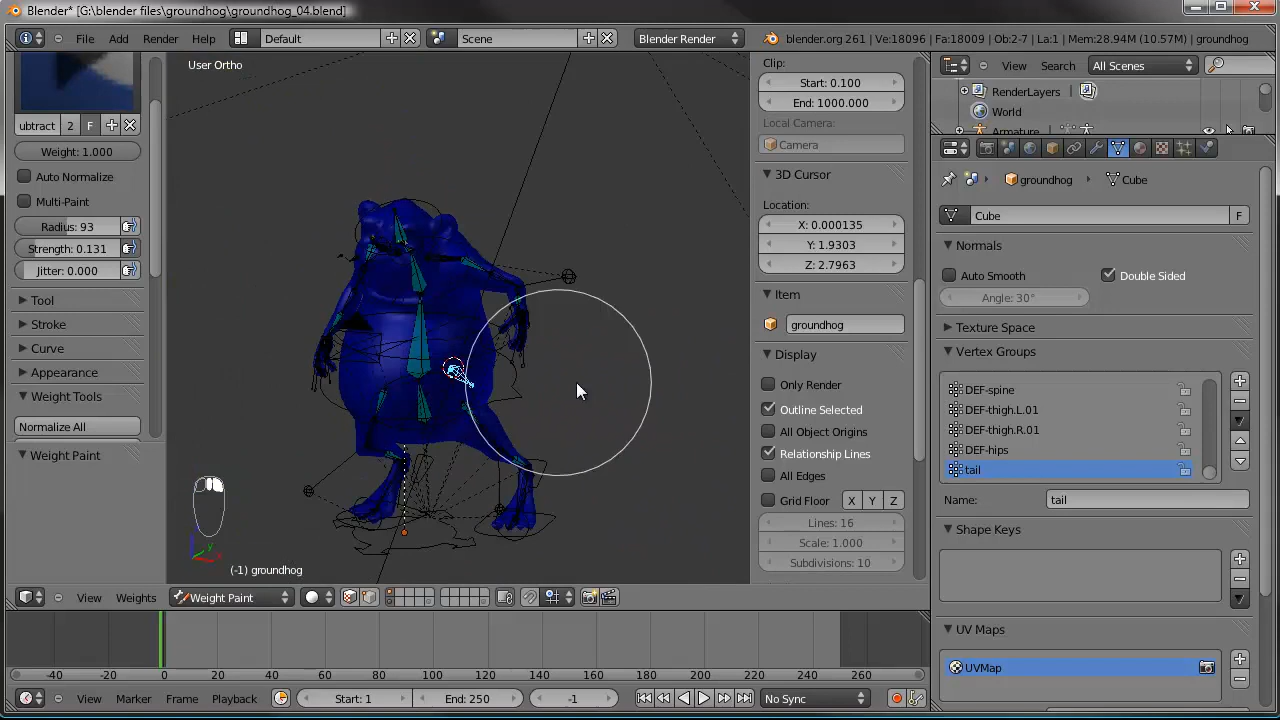 Blender* [G:\blender files\groundhog\groundhog_04.blend]
File Add Render Help Default Scene Blender Render blender.org 261 | Ve:18096 | Fa:18009 | Ob:2-7 | La:1 | Mem:28.94M (10.57M) | groundhog
User Ortho
ubtract 2 F
Weight: 1.000
Auto Normalize
Multi-Paint
Radius: 93
Strength: 0.131
Jitter: 0.000
Tool
Stroke
Curve
Appearance
Weight Tools
Normalize All
Weight Paint
(-1) groundhog
View Weights Weight Paint
Clip:
Start: 0.100
End: 1000.000
Local Camera:
Camera
3D Cursor
Location:
X: 0.000135
Y: 1.9303
Z: 2.7963
Item
groundhog
Display
Only Render
Outline Selected
All Object Origins
Relationship Lines
All Edges
Grid Floor X Y Z
Lines: 16
Scale: 1.000
Subdivisions: 10
View Search All Scenes
RenderLayers
World
Armature
groundhog Cube
Cube F
Normals
Auto Smooth Double Sided
Angle: 30°
Texture Space
Vertex Groups
DEF-spine
DEF-thigh.L.01
DEF-thigh.R.01
DEF-hips
tail
Name: tail
Shape Keys
UV Maps
UVMap
-40 -20 0 20 40 60 80 100 120 140 160 180 200 220 240 260
View Marker Frame Playback Start: 1 End: 250 -1 No Sync